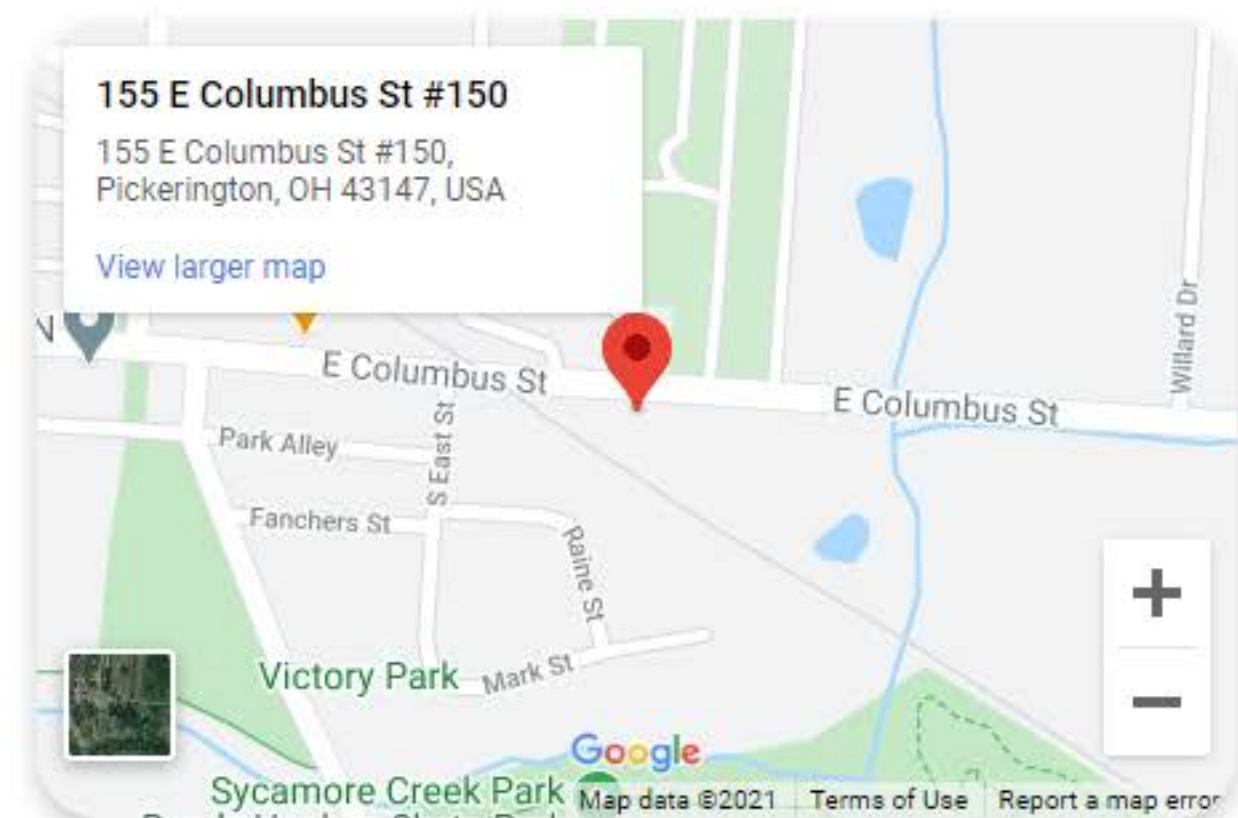 155 E Columbus St #150
155 E Columbus St #150,
Pickerington, OH 43147, USA
View larger map
N
E Columbus St
E Columbus St
Willard Dr
Park Alley
S East St
Fanchers St
Raine St
Victory Park
Mark St
Google
Sycamore Creek Park
Map data ©2021
Terms of Use
Report a map error